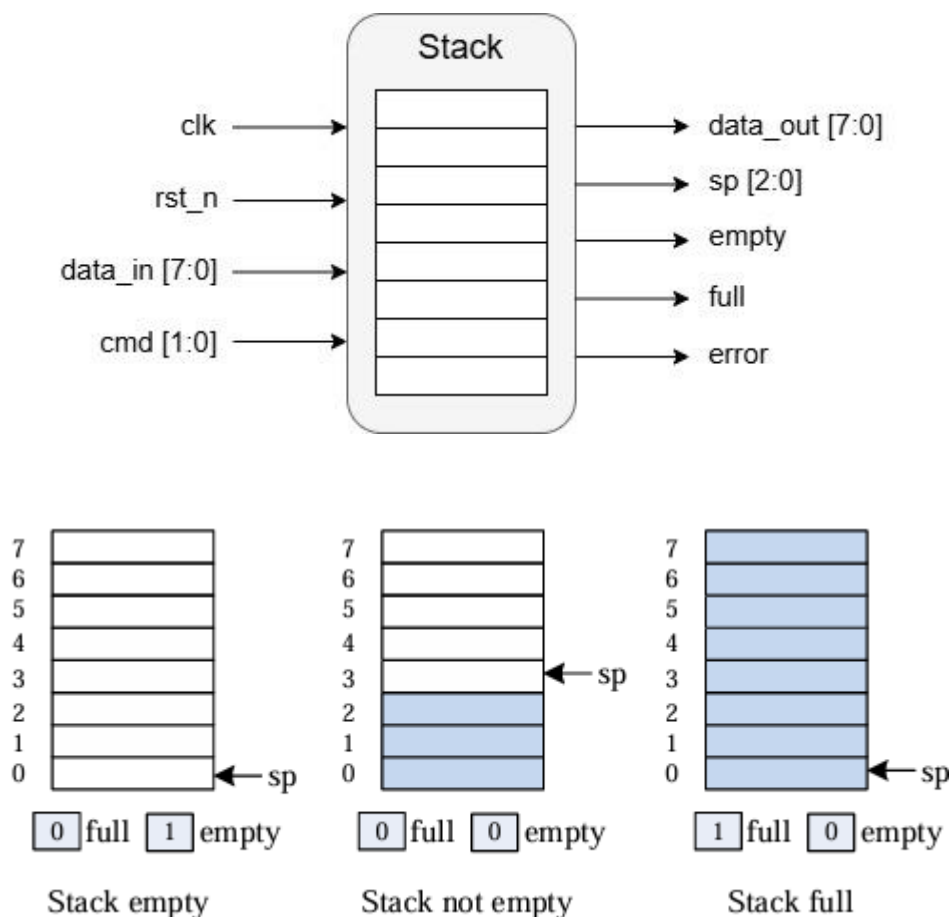 Stack
clk
rst_n
data_in [7:0]
cmd [1:0]
data_out [7:0]
sp [2:0]
empty
full
error
7
6
5
4
3
2
1
0
sp
0 full 1 empty
Stack empty
7
6
5
4
3
2
1
0
sp
0 full 0 empty
Stack not empty
7
6
5
4
3
2
1
0
sp
1 full 0 empty
Stack full